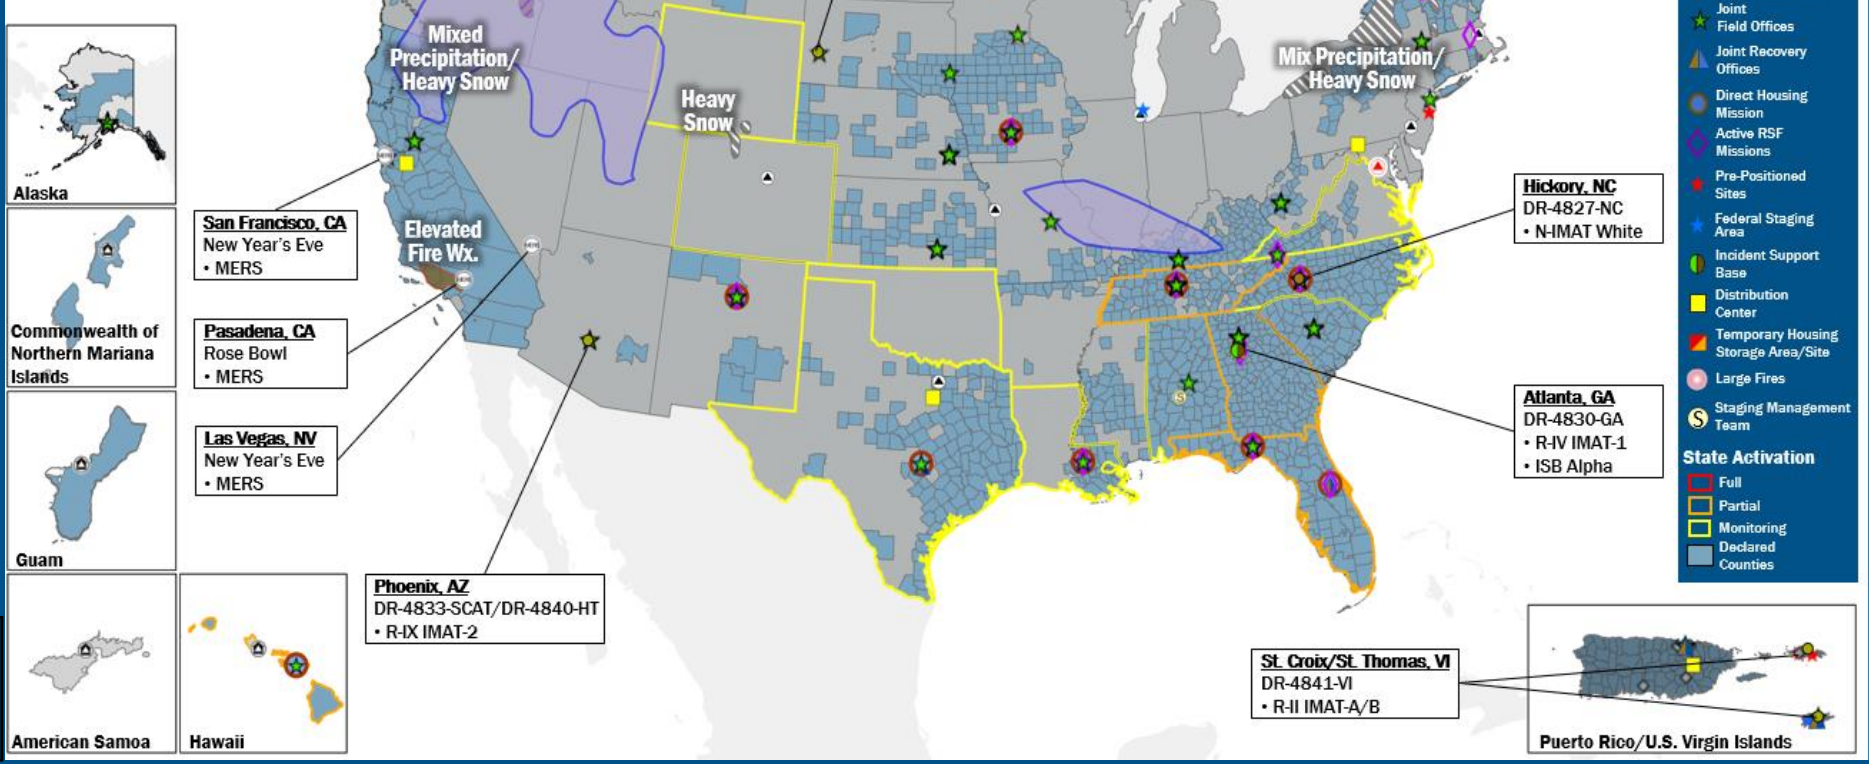 Mixed
Precipitation/
Heavy Snow
Heavy
Snow
Mix Precipitation/
Heavy Snow
Elevated
Fire Wx.
Alaska
Commonwealth of
Northern Mariana
Islands
Guam
American Samoa
Hawaii
San Francisco, CA
New Year's Eve
• MERS
Pasadena, CA
Rose Bowl
• MERS
Las Vegas, NV
New Year's Eve
• MERS
Phoenix, AZ
DR-4833-SCAT/DR-4840-HT
• R-IX IMAT-2
Hickory, NC
DR-4827-NC
• N-IMAT White
Atlanta, GA
DR-4830-GA
• R-IV IMAT-1
• ISB Alpha
St. Croix/St. Thomas, VI
DR-4841-VI
• R-II IMAT-A/B
Puerto Rico/U.S. Virgin Islands
S
Joint
Field Offices
Joint Recovery
Offices
Direct Housing
Mission
Active RSF
Missions
Pre-Positioned
Sites
Federal Staging
Area
Incident Support
Base
Distribution
Center
Temporary Housing
Storage Area/Site
Large Fires
S
Staging Management
Team
State Activation
Full
Partial
Monitoring
Declared
Counties